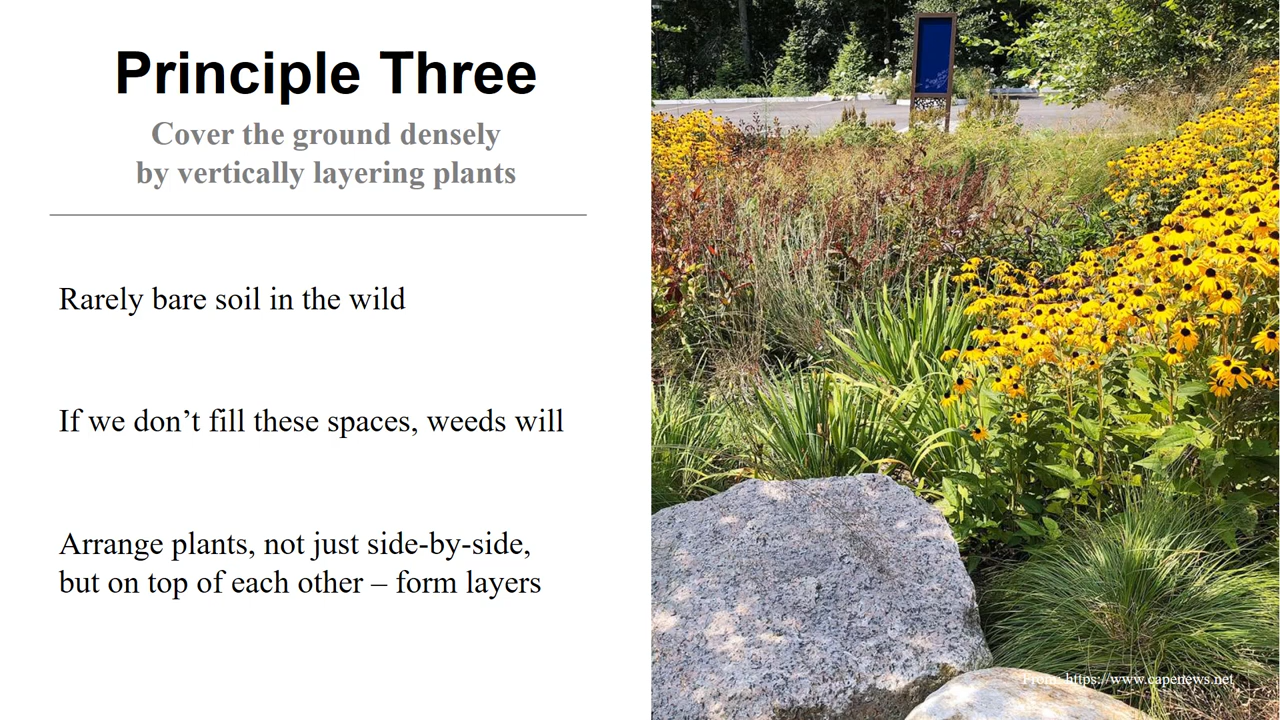 Principle Three
Cover the ground densely
by vertically layering plants
Rarely bare soil in the wild
If we don’t fill these spaces, weeds will
Arrange plants, not just side-by-side,
but on top of each other – form layers
From: https://www.capenews.net